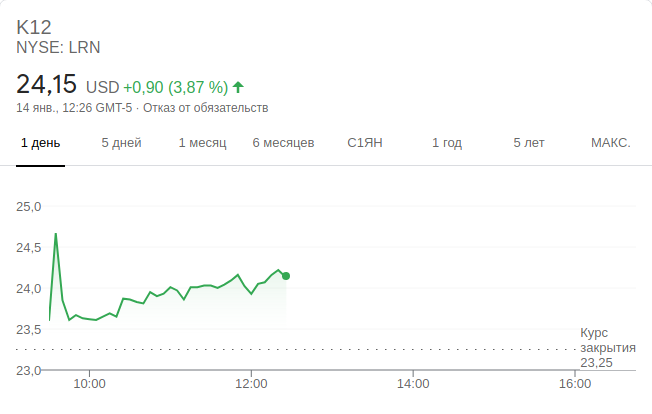 K12
NYSE: LRN
24,15 USD +0,90 (3,87 %)
14 янв., 12:26 GMT-5 · Отказ от обязательств
1 день 5 дней 1 месяц 6 месяцев С1ЯН 1 год 5 лет МАКС.
25,0
24,5
24,0
23,5
23,0
Курс
закрытия
23,25
10:00 12:00 14:00 16:00